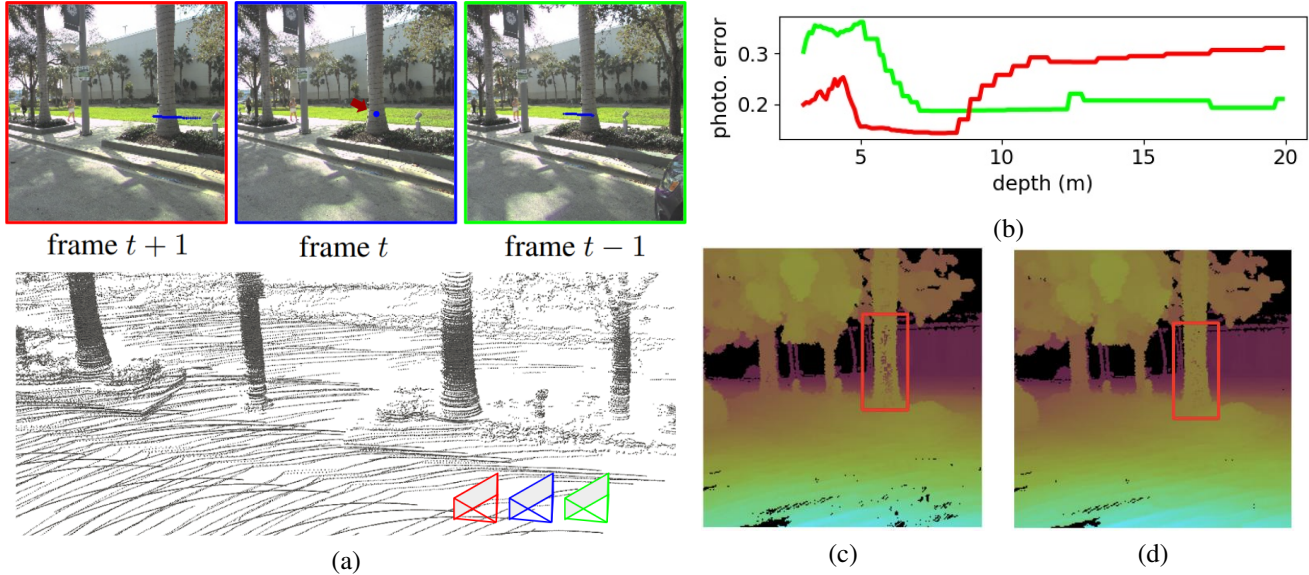 frame t + 1
frame t
frame t − 1
(a)
photo. error
0.3
0.2
5
10
15
20
depth (m)
(b)
(c)
(d)